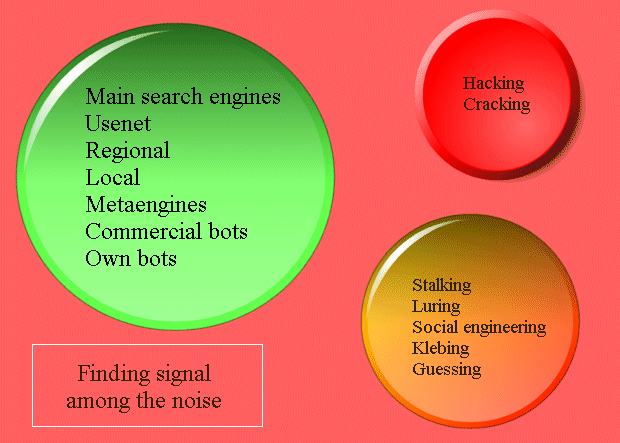 Main search engines
Usenet
Regional
Local
Metaengines
Commercial bots
Own bots
Hacking
Cracking
Stalking
Luring
Social engineering
Klebing
Guessing
Finding signal
among the noise